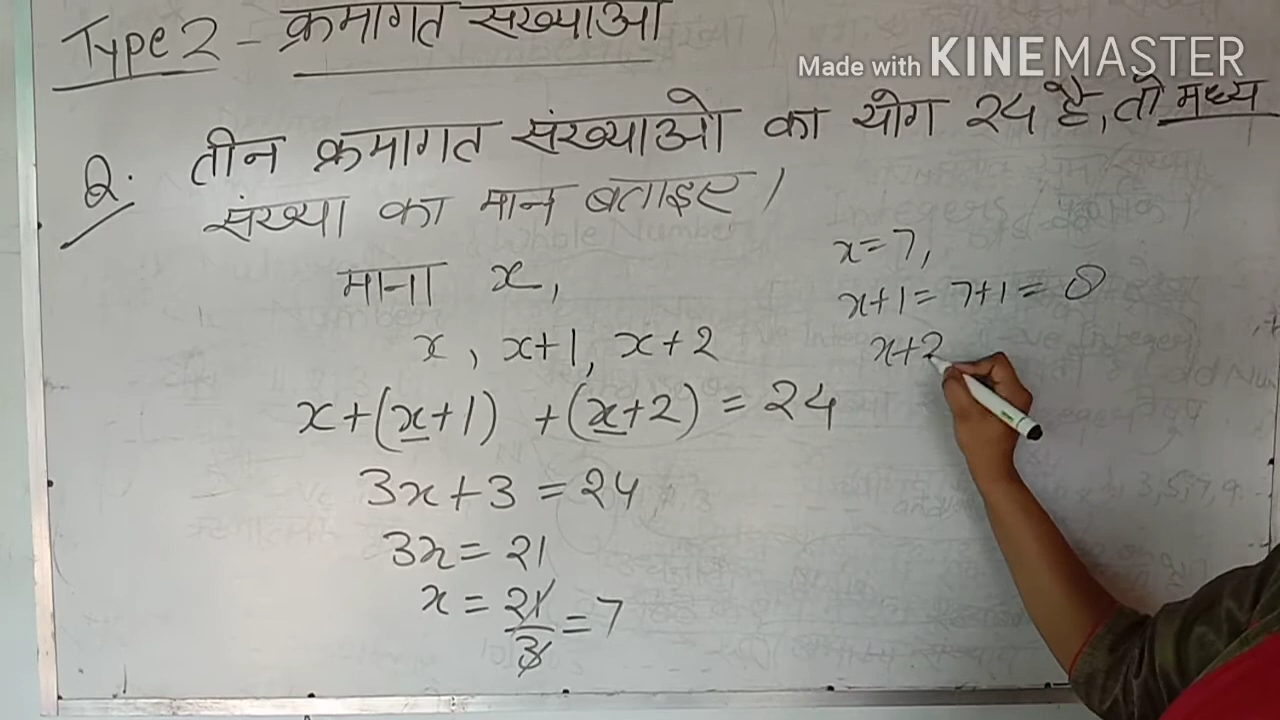 Type 2 - क्रमागत संख्याओ
Made with KINEMASTER
Q. तीन क्रमागत संख्याओ का योग 24 है, तो मध्य
संख्या का मान बताइए।
माना x,
x, x+1, x+2
x+(x+1) +(x+2) = 24
3x+3 = 24
3x = 21
x = 21/3 = 7
x = 7,
x+1 = 7+1 = 8
x+2